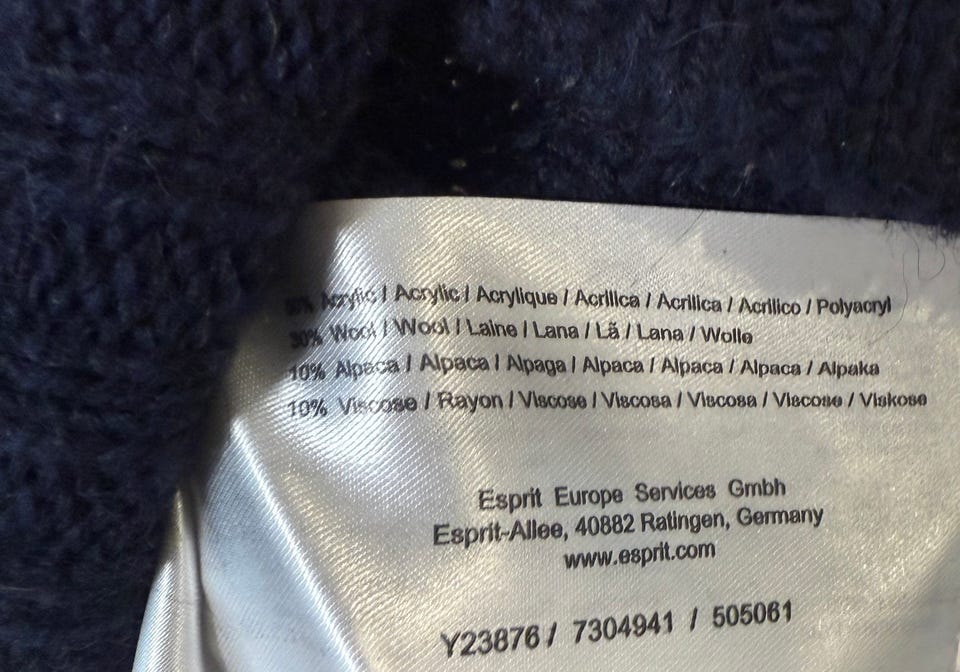 50% Acrylic / Acrylic / Acrylique / Acrilica / Acrilica / Acrilico / Polyacryl
30% Wool / Wool / Laine / Lana / Lã / Lana / Wolle
10% Alpaca / Alpaca / Alpaga / Alpaca / Alpaca / Alpaca / Alpaka
10% Viscose / Rayon / Viscose / Viscosa / Viscosa / Viscose / Viskose
Esprit Europe Services Gmbh
Esprit-Allee, 40882 Ratingen, Germany
www.esprit.com
Y23876 / 7304941 / 505061